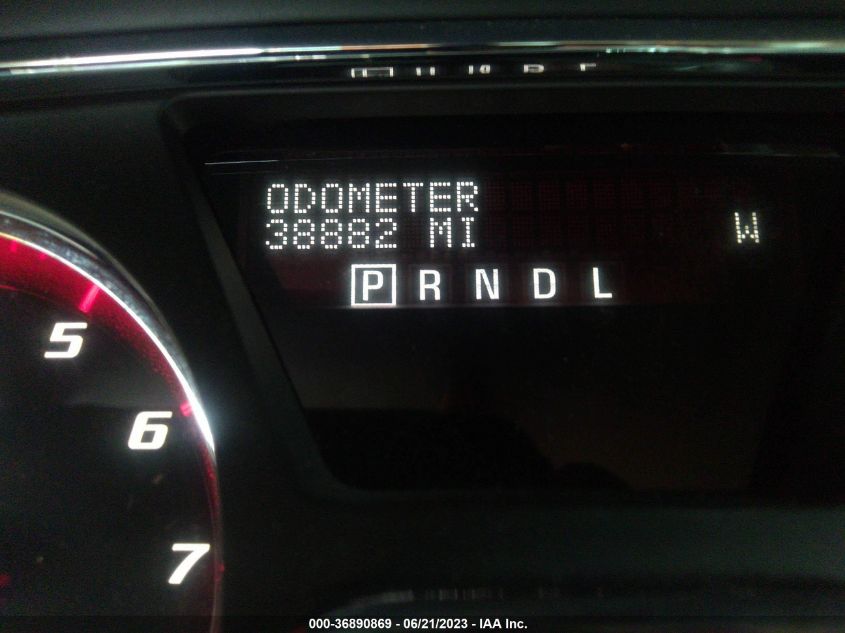 ODOMETER
38882 MI W
P R N D L
5
6
7
000-36890869 - 06/21/2023 - IAA Inc.